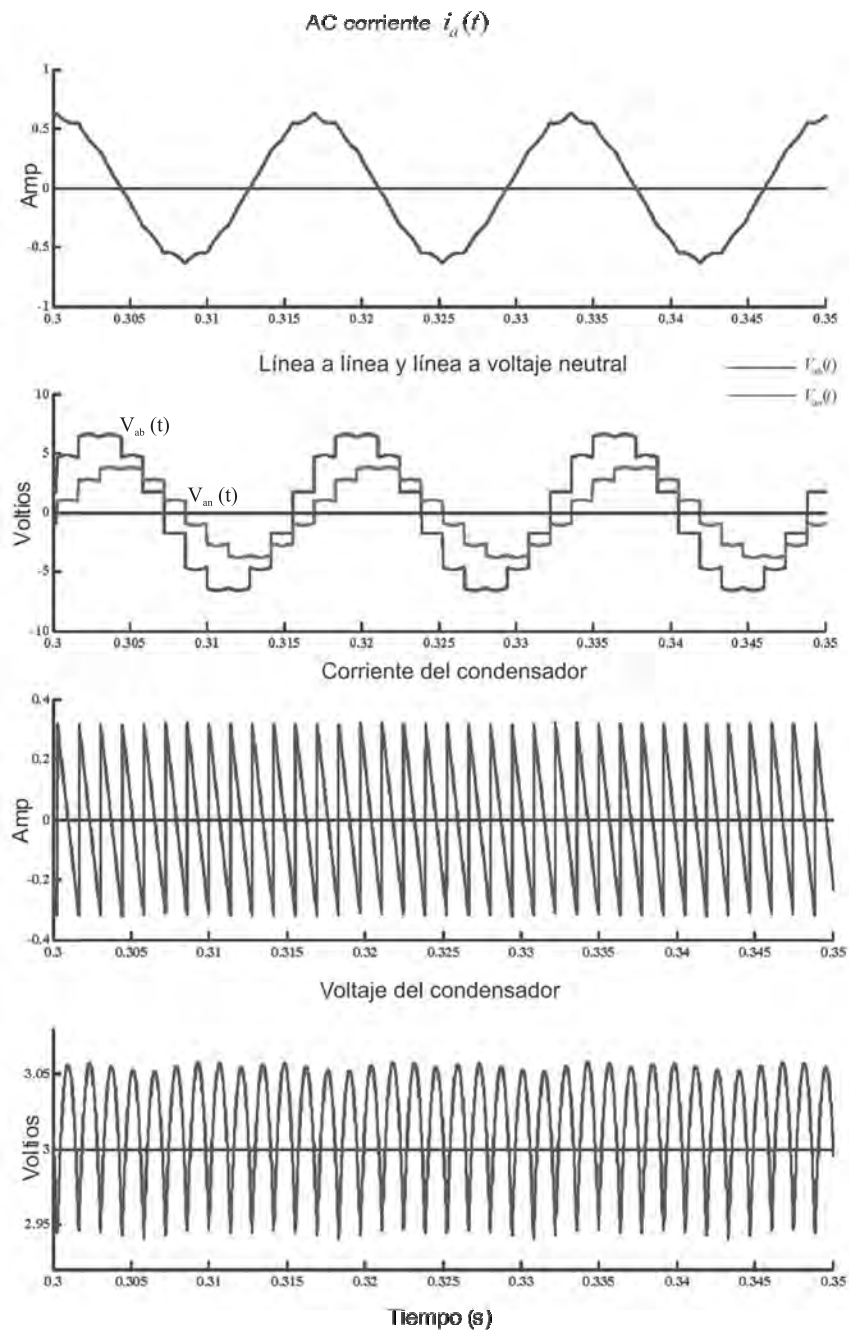 AC corriente i_a(t)
1
0.5
0
-0.5
-1
Amp
0.3 0.305 0.31 0.315 0.32 0.325 0.33 0.335 0.34 0.345 0.35
Línea a línea y línea a voltaje neutral
V_ab(t)
V_an(t)
10
5
0
-5
-10
Voltios
V_ab (t)
V_an (t)
0.3 0.305 0.31 0.315 0.32 0.325 0.33 0.335 0.34 0.345 0.35
Corriente del condensador
0.4
0.2
0
-0.2
-0.4
Amp
0.3 0.305 0.31 0.315 0.32 0.325 0.33 0.335 0.34 0.345 0.35
Voltaje del condensador
3.05
3
2.95
Voltios
0.3 0.305 0.31 0.315 0.32 0.325 0.33 0.335 0.34 0.345 0.35
Tiempo (s)